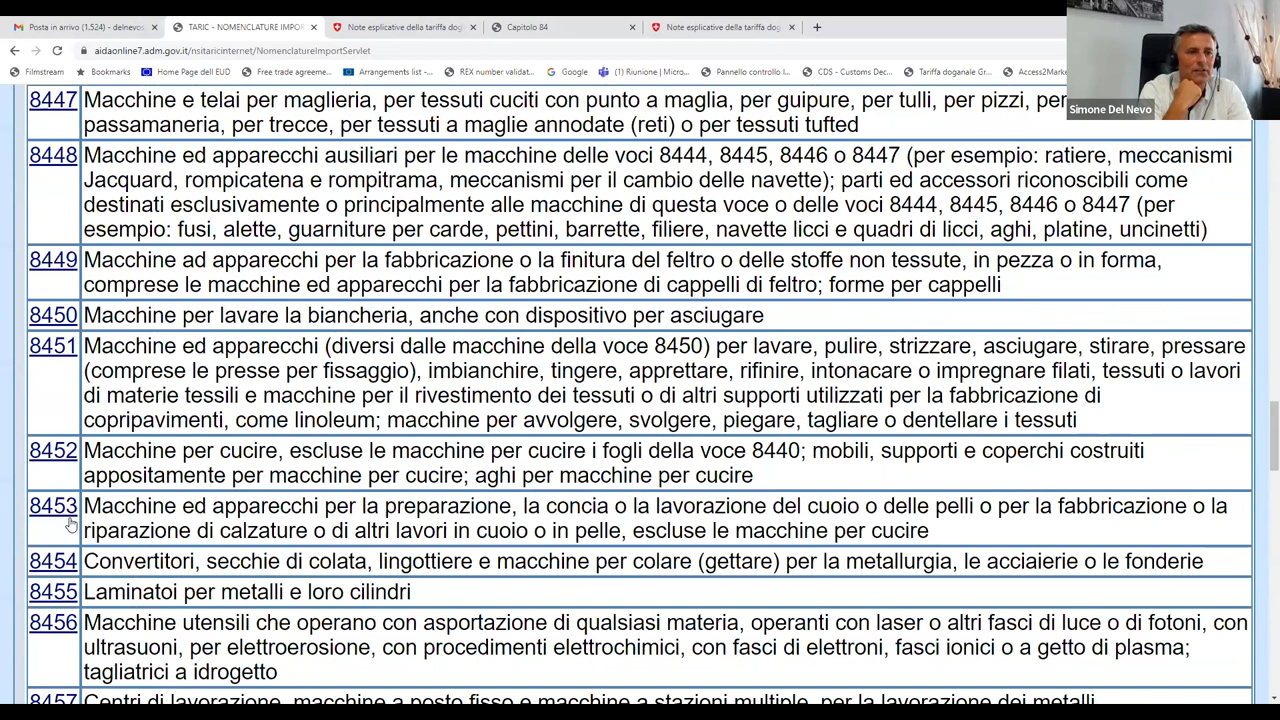 Posta in arrivo (1.524) - delnevos
TARIC - NOMENCLATURE IMPOR
Note esplicative della tariffa dog
Capitolo 84
Note esplicative della tariffa dog
aidaonline7.adm.gov.it/nsitaricinternet/NomenclatureImportServlet
Filmstream
Bookmarks
Home Page dell EUD
Free trade agreeme...
Arrangements list -...
REX number validat...
Google
(1) Riunione | Micro...
Pannello controllo I...
CDS - Customs Dec...
Tariffa doganale Gr...
Access2Marke
Simone Del Nevo
8447 Macchine e telai per maglieria, per tessuti cuciti con punto a maglia, per guipure, per tulli, per pizzi, per
passamaneria, per trecce, per tessuti a maglie annodate (reti) o per tessuti tufted
8448 Macchine ed apparecchi ausiliari per le macchine delle voci 8444, 8445, 8446 o 8447 (per esempio: ratiere, meccanismi
Jacquard, rompicatena e rompitrama, meccanismi per il cambio delle navette); parti ed accessori riconoscibili come
destinati esclusivamente o principalmente alle macchine di questa voce o delle voci 8444, 8445, 8446 o 8447 (per
esempio: fusi, alette, guarniture per carde, pettini, barrette, filiere, navette licci e quadri di licci, aghi, platine, uncinetti)
8449 Macchine ad apparecchi per la fabbricazione o la finitura del feltro o delle stoffe non tessute, in pezza o in forma,
comprese le macchine ed apparecchi per la fabbricazione di cappelli di feltro; forme per cappelli
8450 Macchine per lavare la biancheria, anche con dispositivo per asciugare
8451 Macchine ed apparecchi (diversi dalle macchine della voce 8450) per lavare, pulire, strizzare, asciugare, stirare, pressare
(comprese le presse per fissaggio), imbianchire, tingere, apprettare, rifinire, intonacare o impregnare filati, tessuti o lavori
di materie tessili e macchine per il rivestimento dei tessuti o di altri supporti utilizzati per la fabbricazione di
copripavimenti, come linoleum; macchine per avvolgere, svolgere, piegare, tagliare o dentellare i tessuti
8452 Macchine per cucire, escluse le macchine per cucire i fogli della voce 8440; mobili, supporti e coperchi costruiti
appositamente per macchine per cucire; aghi per macchine per cucire
8453 Macchine ed apparecchi per la preparazione, la concia o la lavorazione del cuoio o delle pelli o per la fabbricazione o la
riparazione di calzature o di altri lavori in cuoio o in pelle, escluse le macchine per cucire
8454 Convertitori, secchie di colata, lingottiere e macchine per colare (gettare) per la metallurgia, le acciaierie o le fonderie
8455 Laminatoi per metalli e loro cilindri
8456 Macchine utensili che operano con asportazione di qualsiasi materia, operanti con laser o altri fasci di luce o di fotoni, con
ultrasuoni, per elettroerosione, con procedimenti elettrochimici, con fasci di elettroni, fasci ionici o a getto di plasma;
tagliatrici a idrogetto
8457 Centri di lavorazione, macchine a posto fisso e macchine a stazioni multiple, per la lavorazione dei metalli